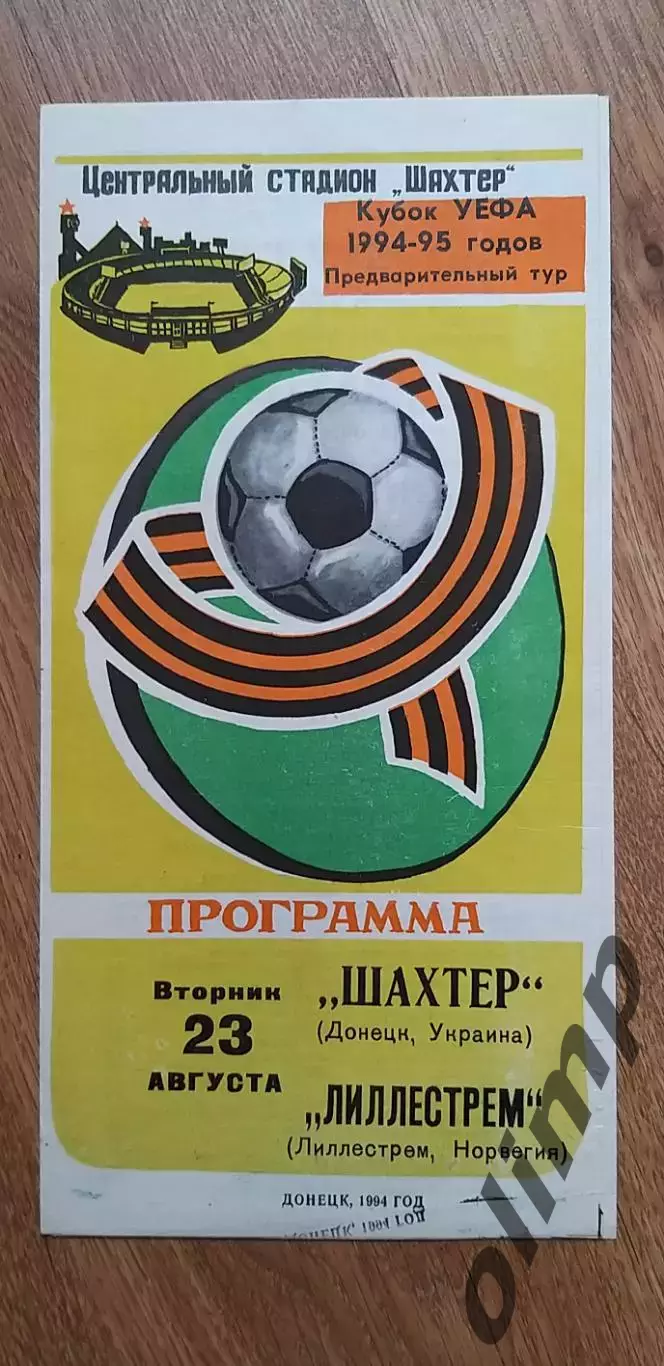 Центральный стадион „Шахтер“
Кубок УЕФА
1994-95 годов
Предварительный тур
ПРОГРАММА
Вторник
23
АВГУСТА
„ШАХТЕР“
(Донецк, Украина)
„ЛИЛЛЕСТРЕМ“
(Лиллестрем, Норвегия)
ДОНЕЦК, 1994 ГОД
olimp